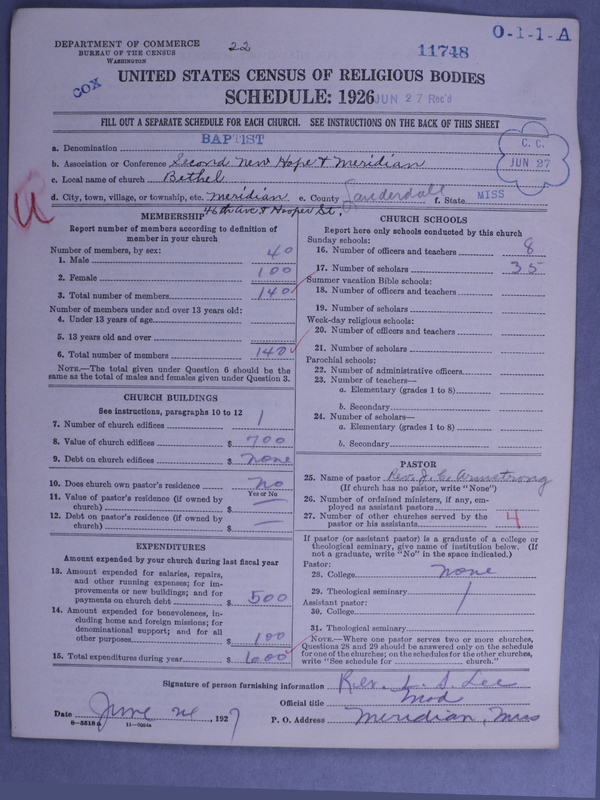 O-1-1-A
DEPARTMENT OF COMMERCE
BUREAU OF THE CENSUS
WASHINGTON
22
11748
COX
UNITED STATES CENSUS OF RELIGIOUS BODIES
SCHEDULE: 1926
JUN 27 Rec'd
FILL OUT A SEPARATE SCHEDULE FOR EACH CHURCH. SEE INSTRUCTIONS ON THE BACK OF THIS SHEET
C. C.
JUN 27
a. Denomination BAPTIST
b. Association or Conference Second New Hope & Meridian
c. Local name of church Bethel
d. City, town, village, or township, etc. Meridian e. County Lauderdale f. State MISS
46th ave & Hooper St.
MEMBERSHIP
Report number of members according to definition of
member in your church
Number of members, by sex:
1. Male 40
2. Female 100
3. Total number of members 140
Number of members under and over 13 years old:
4. Under 13 years of age
5. 13 years old and over
6. Total number of members 140
NOTE.—The total given under Question 6 should be the
same as the total of males and females given under Question 3.
CHURCH BUILDINGS
See instructions, paragraphs 10 to 12
7. Number of church edifices 1
8. Value of church edifices $ 700
9. Debt on church edifices $ None
10. Does church own pastor's residence No
Yes or No
11. Value of pastor's residence (if owned by
church) $ —
12. Debt on pastor's residence (if owned by
church) $ —
EXPENDITURES
Amount expended by your church during last fiscal year
13. Amount expended for salaries, repairs,
and other running expenses; for im-
provements or new buildings; and for
payments on church debt $ 500
14. Amount expended for benevolences, in-
cluding home and foreign missions; for
denominational support; and for all
other purposes $ 100
15. Total expenditures during year $ 600
CHURCH SCHOOLS
Report here only schools conducted by this church
Sunday schools:
16. Number of officers and teachers 8
17. Number of scholars 35
Summer vacation Bible schools:
18. Number of officers and teachers
19. Number of scholars
Week-day religious schools:
20. Number of officers and teachers
21. Number of scholars
Parochial schools:
22. Number of administrative officers
23. Number of teachers—
a. Elementary (grades 1 to 8)
b. Secondary
24. Number of scholars—
a. Elementary (grades 1 to 8)
b. Secondary
PASTOR
25. Name of pastor Rev. J. C. Armstrong
(If church has no pastor, write "None")
26. Number of ordained ministers, if any, em-
ployed as assistant pastors
27. Number of other churches served by the
pastor or his assistants 4
If pastor (or assistant pastor) is a graduate of a college or
theological seminary, give name of institution below. (If
not a graduate, write "No" in the space indicated.)
Pastor:
28. College none
29. Theological seminary
Assistant pastor:
30. College
31. Theological seminary
NOTE.—Where one pastor serves two or more churches,
Questions 28 and 29 should be answered only on the schedule
for one of the churches; on the schedules for the other churches,
write "See schedule for church."
Signature of person furnishing information Rev. L. S. Lee
Official title Mod
Date June 24, 1927
P. O. Address Meridian, Miss
8-5518a 11-9054a